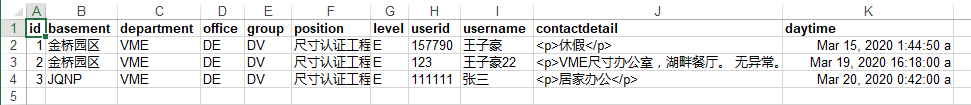 A B C D E F G H I J K
1 id basement department office group position level userid username contactdetail daytime
2 1 金桥园区 VME DE DV 尺寸认证工程 E 157790 王子豪 <p>休假</p> Mar 15, 2020 1:44:50 a
3 2 金桥园区 VME DE DV 尺寸认证工程 E 123 王子豪22 <p>VME尺寸办公室，湖畔餐厅。 无异常。 Mar 19, 2020 16:18:00 a
4 3 JQNP VME DE DV 尺寸认证工程 E 111111 张三 <p>居家办公</p> Mar 20, 2020 0:42:00 a
5